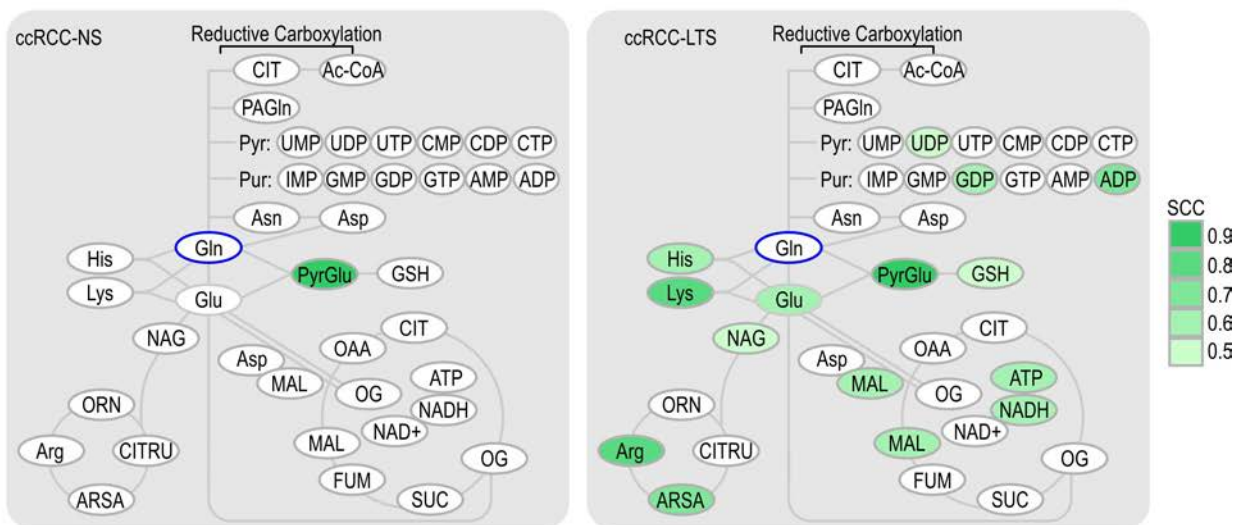 ccRCC-NS
Reductive Carboxylation
CIT Ac-CoA
PAGln
Pyr: UMP UDP UTP CMP CDP CTP
Pur: IMP GMP GDP GTP AMP ADP
Asn Asp
Gln
His
PyrGlu GSH
Lys
Glu
NAG
CIT
OAA
Asp
MAL
ATP
OG
NADH
ORN
NAD+
MAL
Arg CITRU
OG
FUM
ARSA
SUC
ccRCC-LTS
Reductive Carboxylation
CIT Ac-CoA
PAGln
Pyr: UMP UDP UTP CMP CDP CTP
Pur: IMP GMP GDP GTP AMP ADP
Asn Asp
Gln
His
PyrGlu GSH
Lys
Glu
NAG
CIT
OAA
Asp
MAL
ATP
OG
NADH
ORN
NAD+
MAL
Arg CITRU
OG
FUM
ARSA
SUC
SCC
0.9
0.8
0.7
0.6
0.5